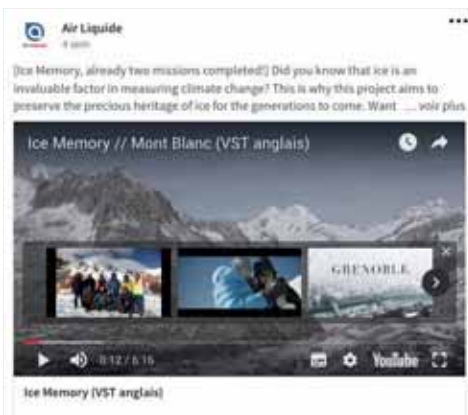 Air Liquide
4 sem
[Ice Memory, already two missions completed!] Did you know that ice is an
invaluable factor in measuring climate change? This is why this project aims to
preserve the precious heritage of ice for the generations to come. Want ... voir plus
Ice Memory // Mont Blanc (VST anglais)
GRENOBLE
0:12 / 6:16
YouTube
Ice Memory (VST anglais)